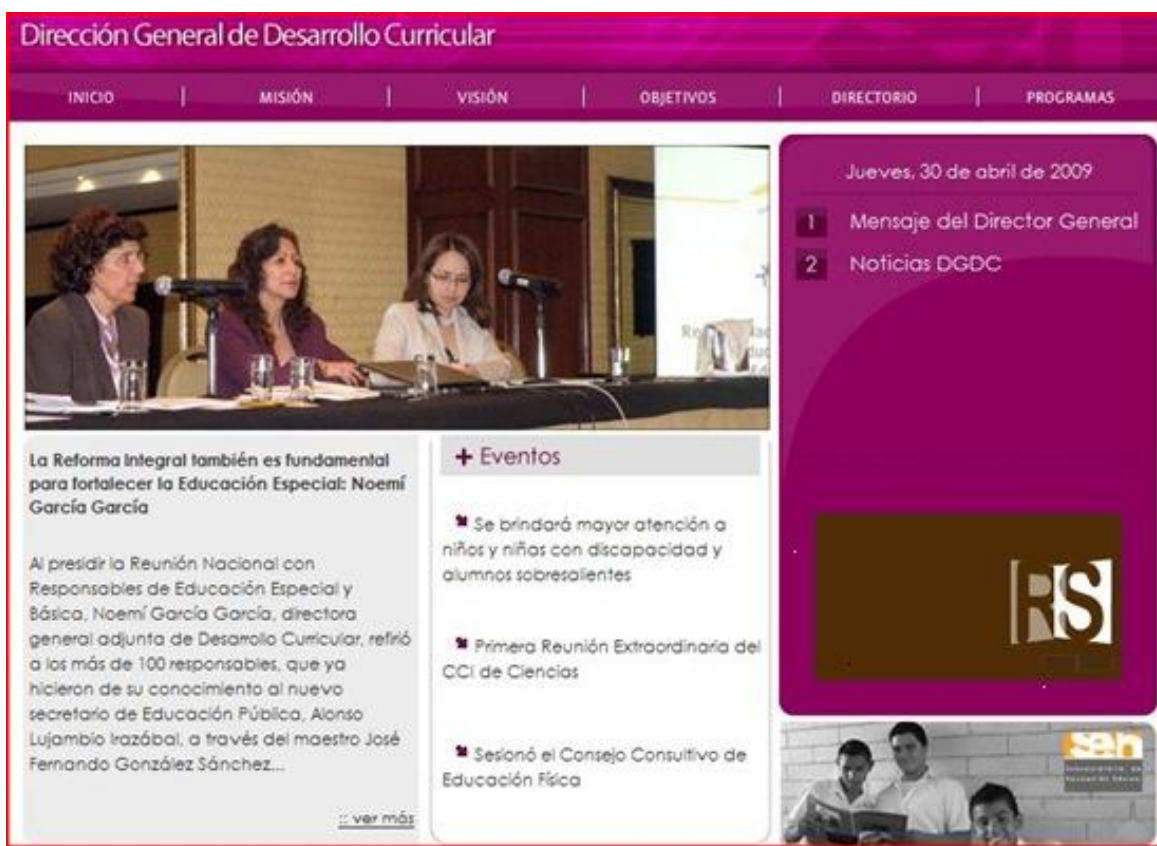 Dirección General de Desarrollo Curricular
INICIO
MISIÓN
VISIÓN
OBJETIVOS
DIRECTORIO
PROGRAMAS
Jueves, 30 de abril de 2009
1 Mensaje del Director General
2 Noticias DGDC
La Reforma Integral también es fundamental
para fortalecer la Educación Especial: Noemí
García García
Al presidir la Reunión Nacional con
Responsables de Educación Especial y
Básica, Noemí García García, directora
general adjunta de Desarrollo Curricular, refirió
a los más de 100 responsables, que ya
hicieron de su conocimiento al nuevo
secretario de Educación Pública, Alonso
Lujambio Irazábal, a través del maestro José
Fernando González Sánchez...
:: ver más
+ Eventos
Se brindará mayor atención a
niños y niñas con discapacidad y
alumnos sobresalientes
Primera Reunión Extraordinaria del
CCI de Ciencias
Sesionó el Consejo Consultivo de
Educación Física
RS